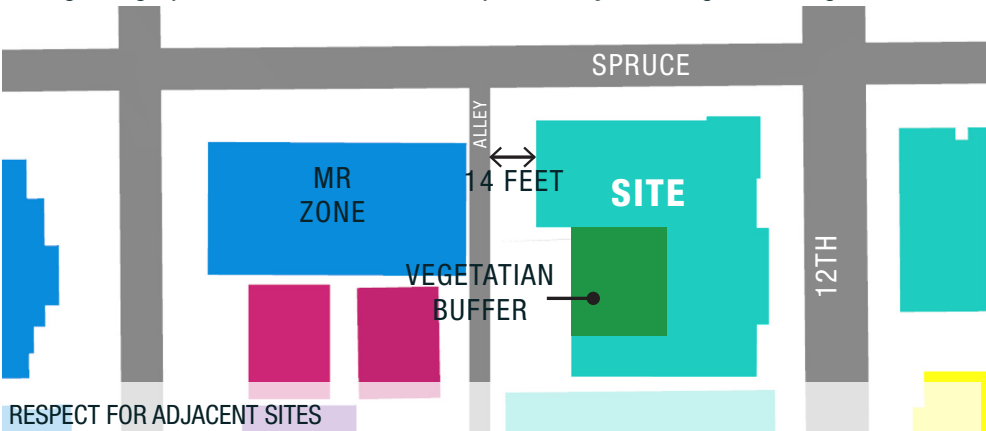 SPRUCE
ALLEY
14 FEET
MR
ZONE
SITE
12TH
VEGETATIAN
BUFFER
RESPECT FOR ADJACENT SITES